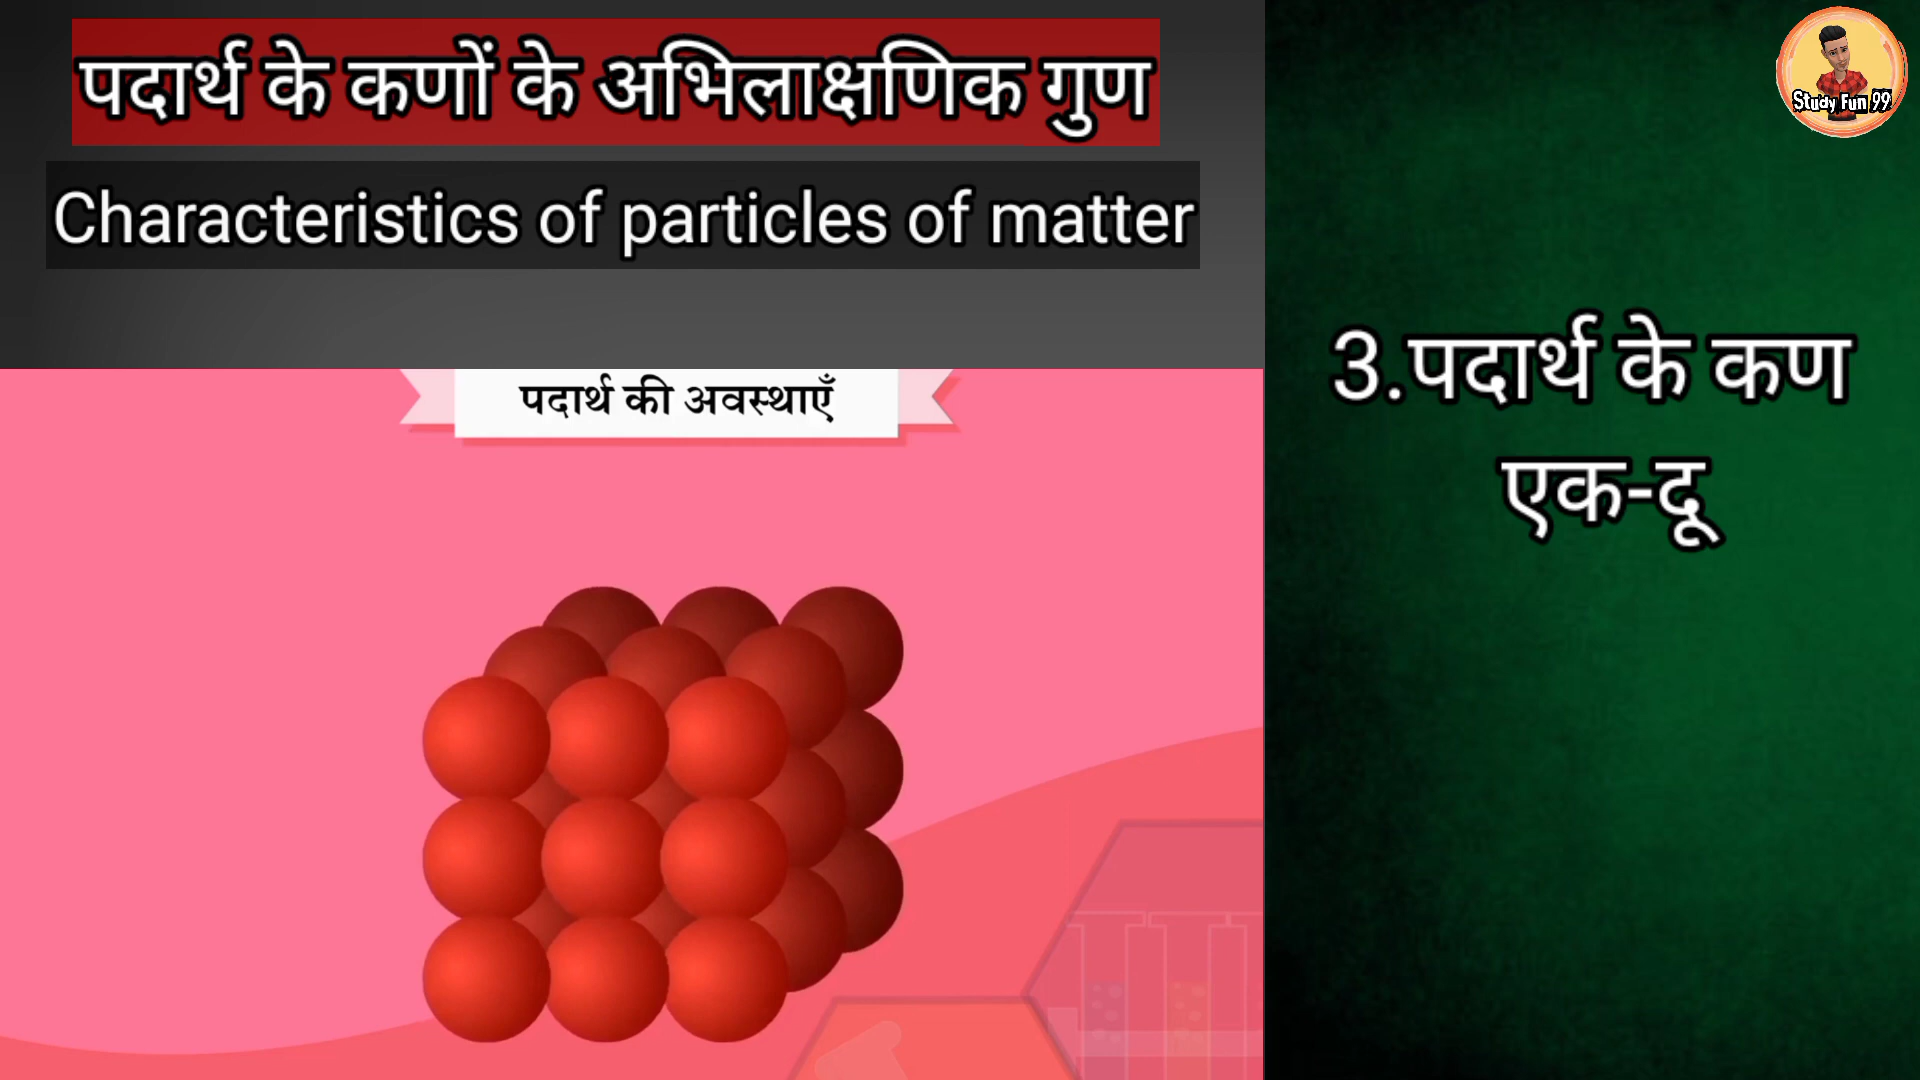 पदार्थ के कणों के अभिलाक्षणिक गुण
Characteristics of particles of matter
पदार्थ की अवस्थाएँ
3.पदार्थ के कण
एक-दू
Study Fun 99